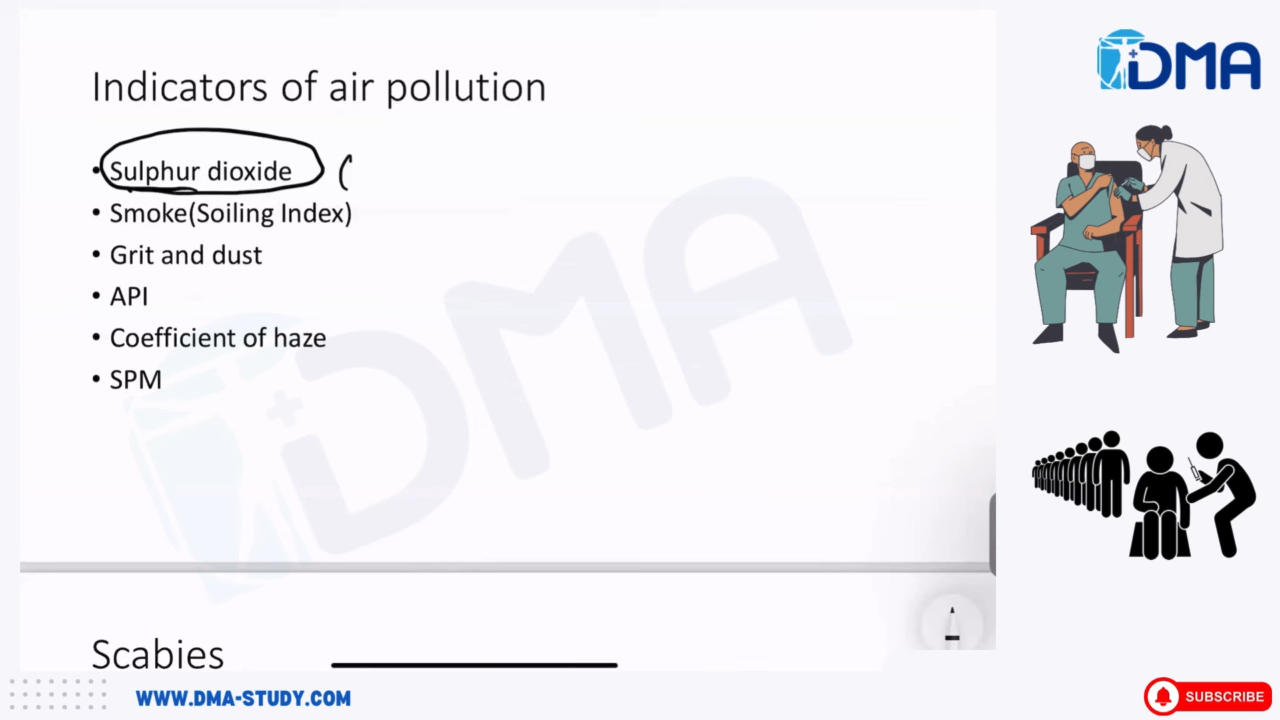 Indicators of air pollution
• Sulphur dioxide (
• Smoke(Soiling Index)
• Grit and dust
• API
• Coefficient of haze
• SPM
Scabies
DMA
DMA
WWW.DMA-STUDY.COM
SUBSCRIBE